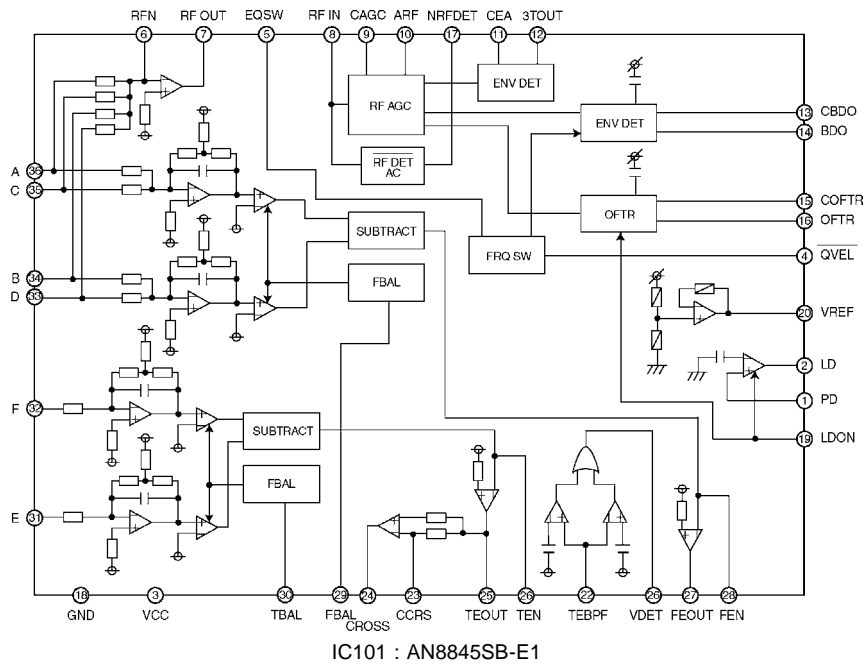 RFN RF OUT EQSW RF IN CAGC ARF NRFDET CEA 3TOUT
6 7 5 8 9 10 17 11 12
ENV DET
RF AGC
ENV DET
13 CBDO
14 BDO
RF DET
AC
A 36
C 35
15 COFTR
OFTR
16 OFTR
SUBTRACT
FRQ SW
4 QVEL
B 34
D 33
FBAL
20 VREF
2 LD
1 PD
F 32
SUBTRACT
19 LDON
FBAL
E 31
18 3 30 29 24 23 25 26 22 26 27 28
GND VCC TBAL FBAL CROSS CCRS TEOUT TEN TEBPF VDET FEOUT FEN
IC101 : AN8845SB-E1